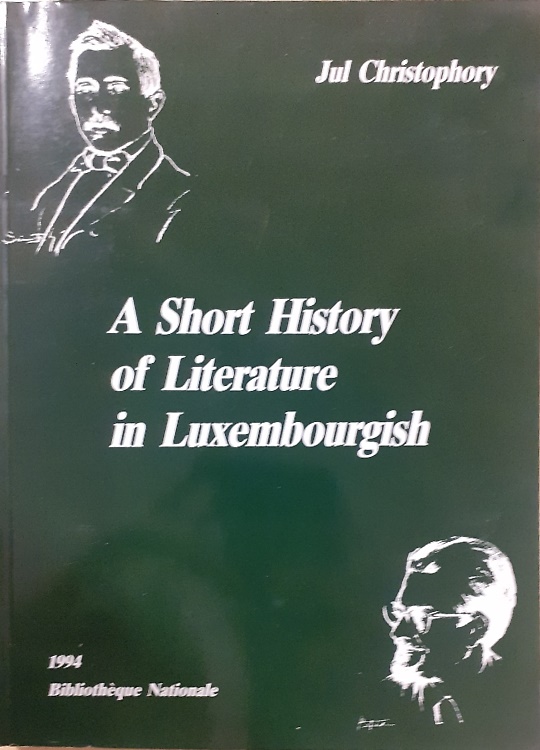 Jul Christophory
A Short History
of Literature
in Luxembourgish
1994
Bibliothèque Nationale